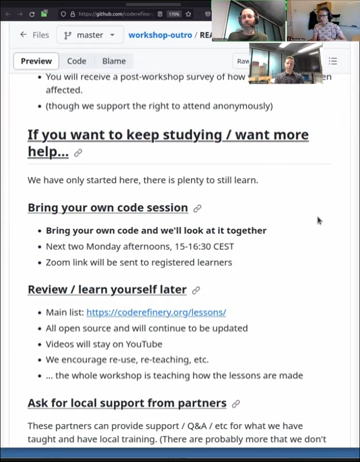 https://github.com/coderefiner
170%
Files
master
workshop-outro / REA
Preview
Code
Blame
Raw
• You will receive a post-workshop survey of how
affected.
• (though we support the right to attend anonymously)
If you want to keep studying / want more
help...
We have only started here, there is plenty to still learn.
Bring your own code session
• Bring your own code and we'll look at it together
• Next two Monday afternoons, 15-16:30 CEST
• Zoom link will be sent to registered learners
Review / learn yourself later
• Main list: https://coderefinery.org/lessons/
• All open source and will continue to be updated
• Videos will stay on YouTube
• We encourage re-use, re-teaching, etc.
• ... the whole workshop is teaching how the lessons are made
Ask for local support from partners
These partners can provide support / Q&A / etc for what we have
taught and have local training. (There are probably more that we don't